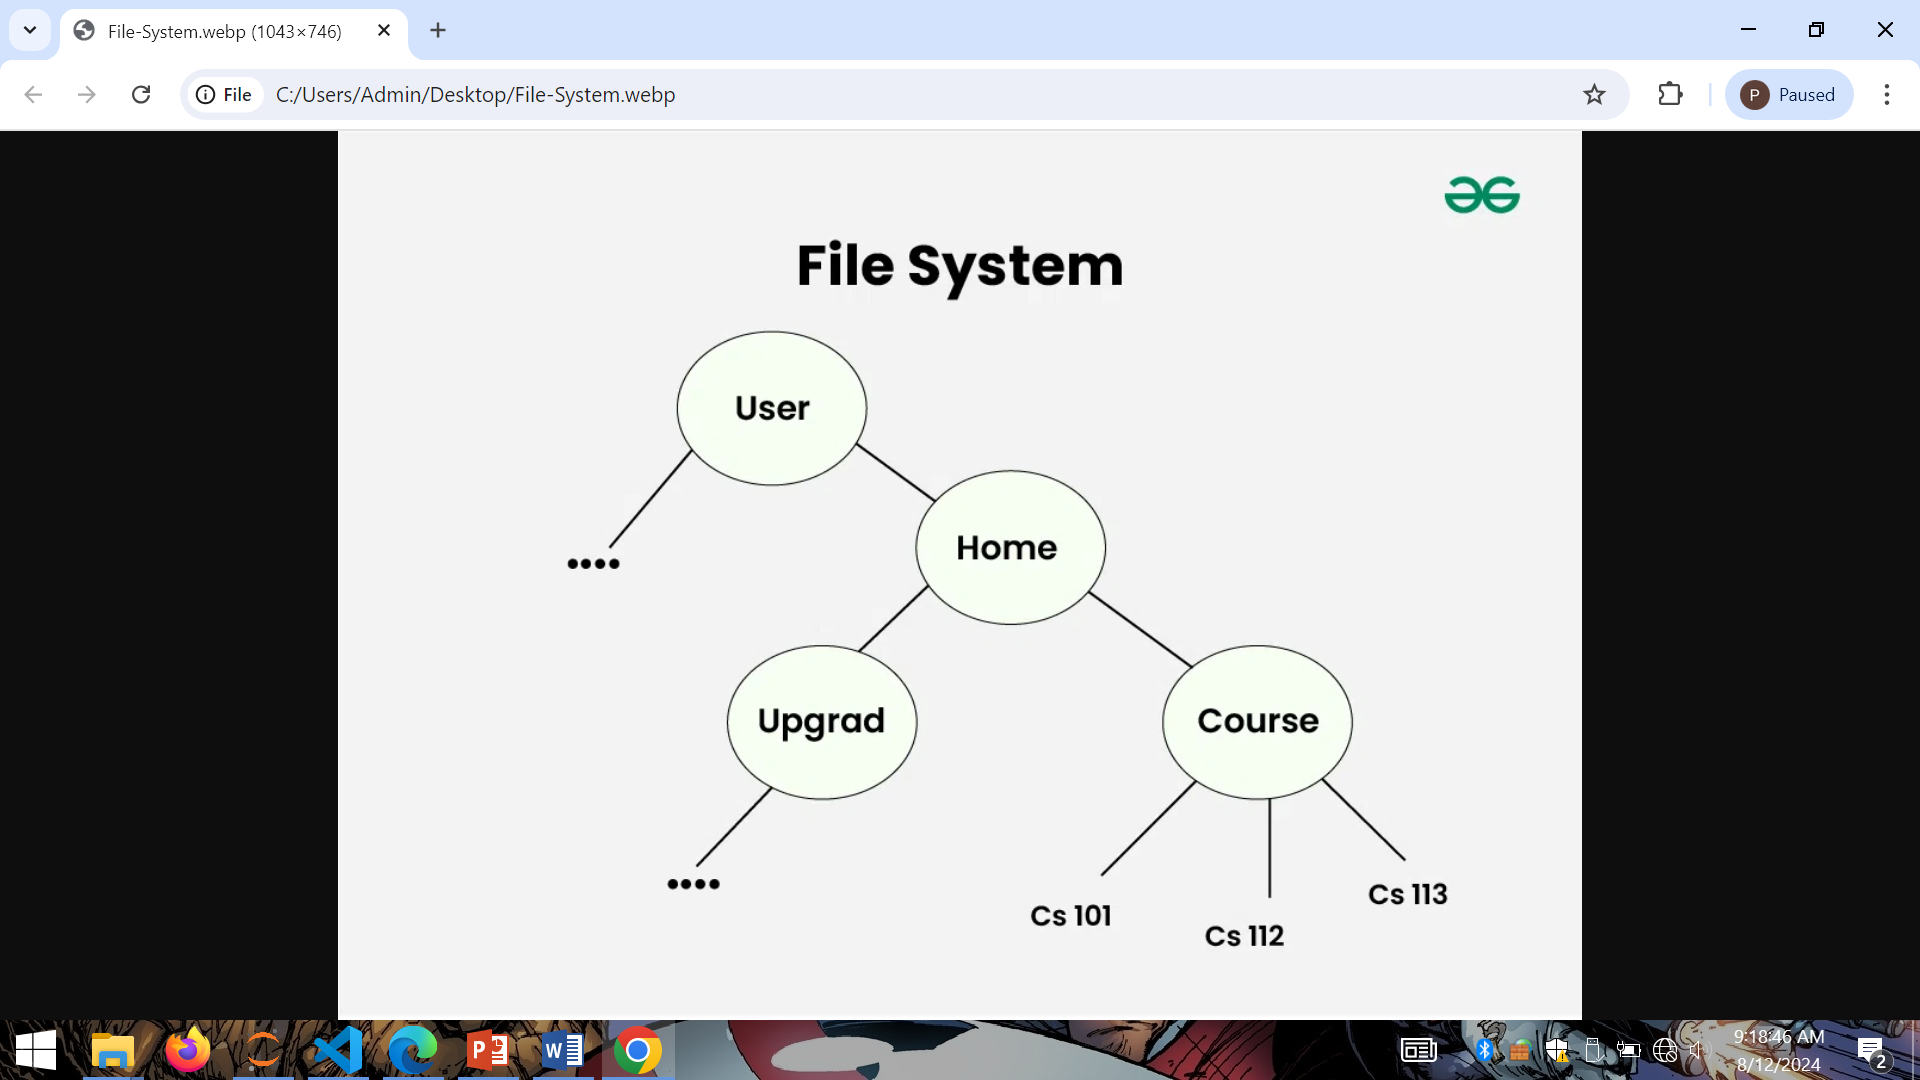 File-System.webp (1043×746)
File
C:/Users/Admin/Desktop/File-System.webp
P
Paused
File System
User
Home
••••
Upgrad
Course
••••
Cs 101
Cs 112
Cs 113
9:18:46 AM
8/12/2024
2